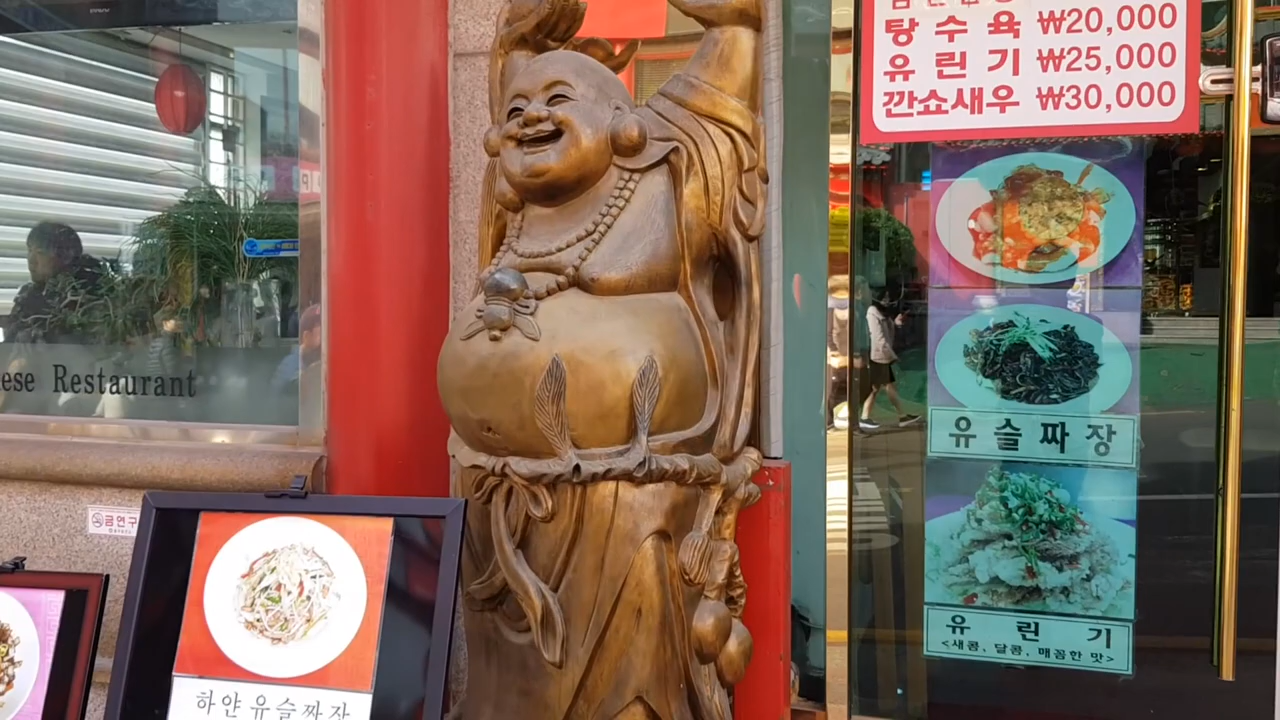 탕수육 ₩20,000
유린기 ₩25,000
깐쇼새우 ₩30,000
유슬짜장
유 린 기
<새콤, 달콤, 매꼼한 맛>
ese Restaurant
금연구
하얀유슬짜장